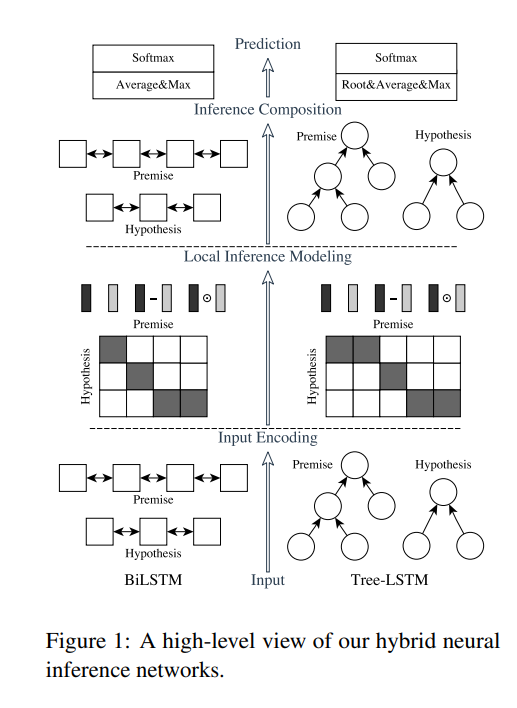 Prediction
Softmax
Average&Max
Softmax
Root&Average&Max
Inference Composition
Premise
Hypothesis
Premise
Hypothesis
Local Inference Modeling
Premise
Hypothesis
Premise
Hypothesis
Input Encoding
Premise
Hypothesis
Premise
Hypothesis
BiLSTM
Input
Tree-LSTM
Figure 1: A high-level view of our hybrid neural
inference networks.